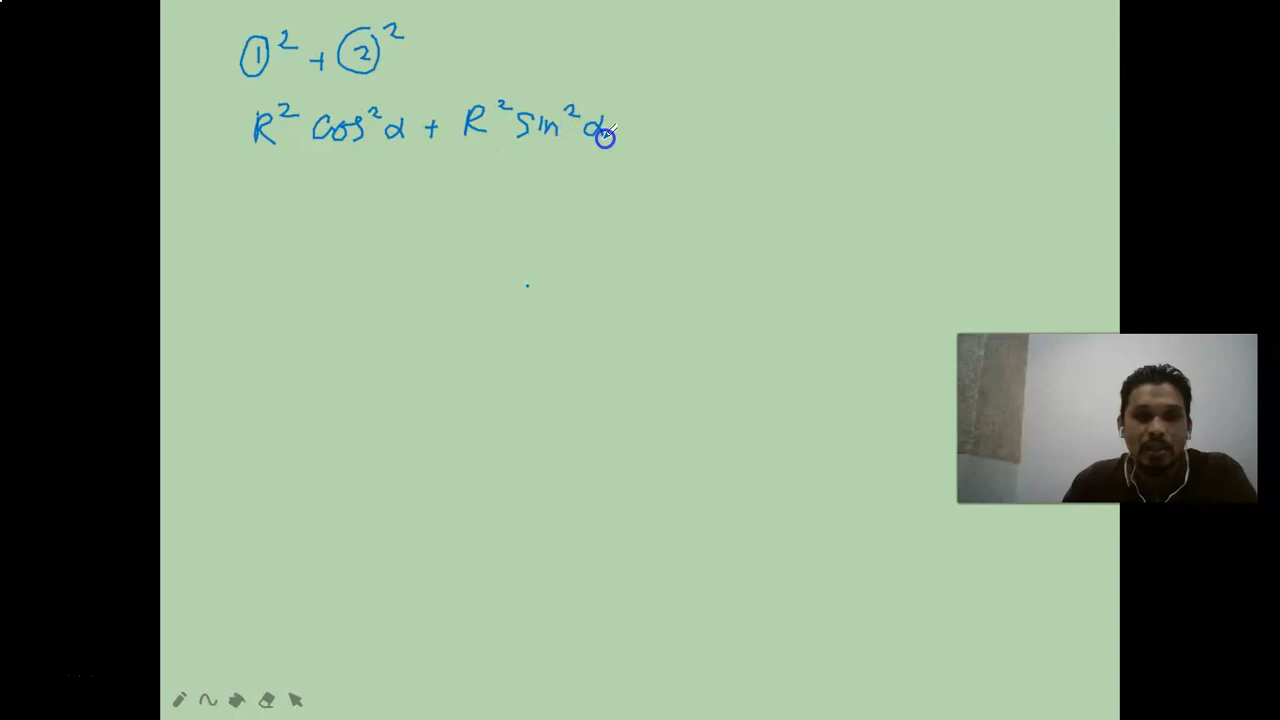 ①² + ②²
R² cos²α + R² sin²α